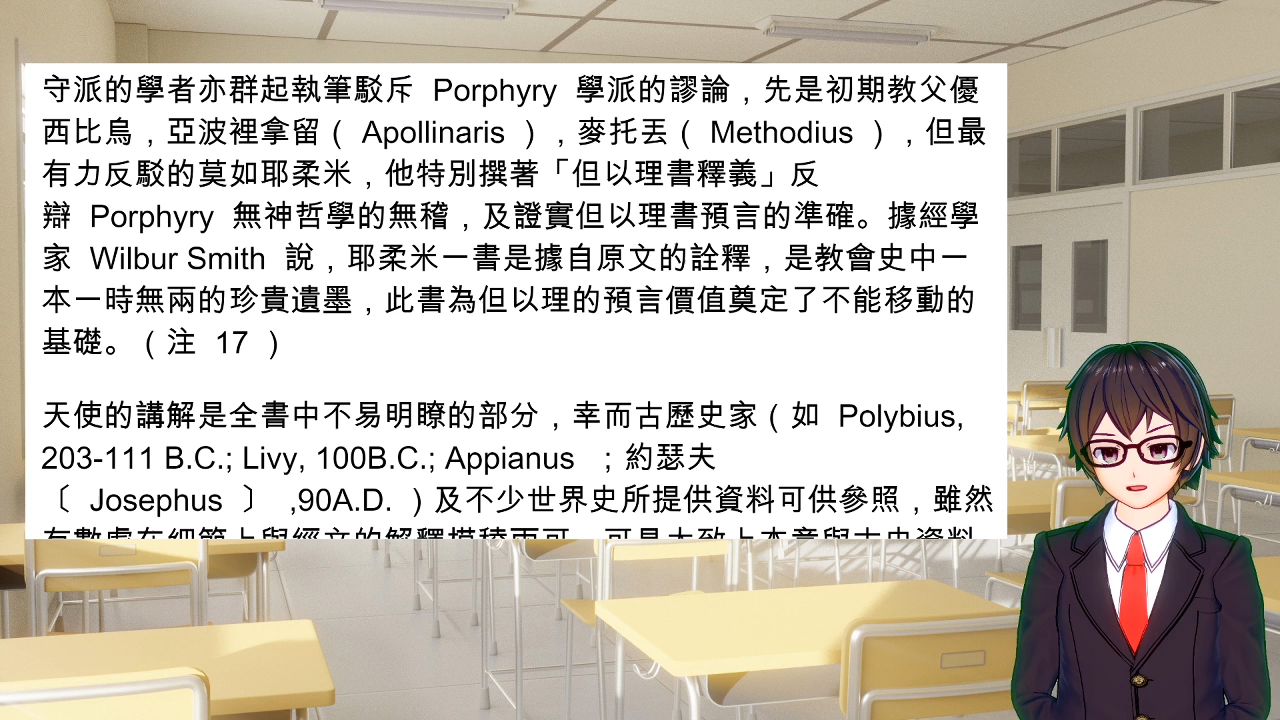 守派的學者亦群起執筆駁斥 Porphyry 學派的謬論，先是初期教父優
西比烏，亞波裡拿留（ Apollinaris ），麥托丟（ Methodius ），但最
有力反駁的莫如耶柔米，他特別撰著「但以理書釋義」反
辯 Porphyry 無神哲學的無稽，及證實但以理書預言的準確。據經學
家 Wilbur Smith 說，耶柔米一書是據自原文的詮釋，是教會史中一
本一時無兩的珍貴遺墨，此書為但以理的預言價值奠定了不能移動的
基礎。（注 17 ）
天使的講解是全書中不易明瞭的部分，幸而古歷史家（如 Polybius,
203-111 B.C.; Livy, 100B.C.; Appianus ；約瑟夫
〔 Josephus 〕 ,90A.D. ）及不少世界史所提供資料可供參照，雖然